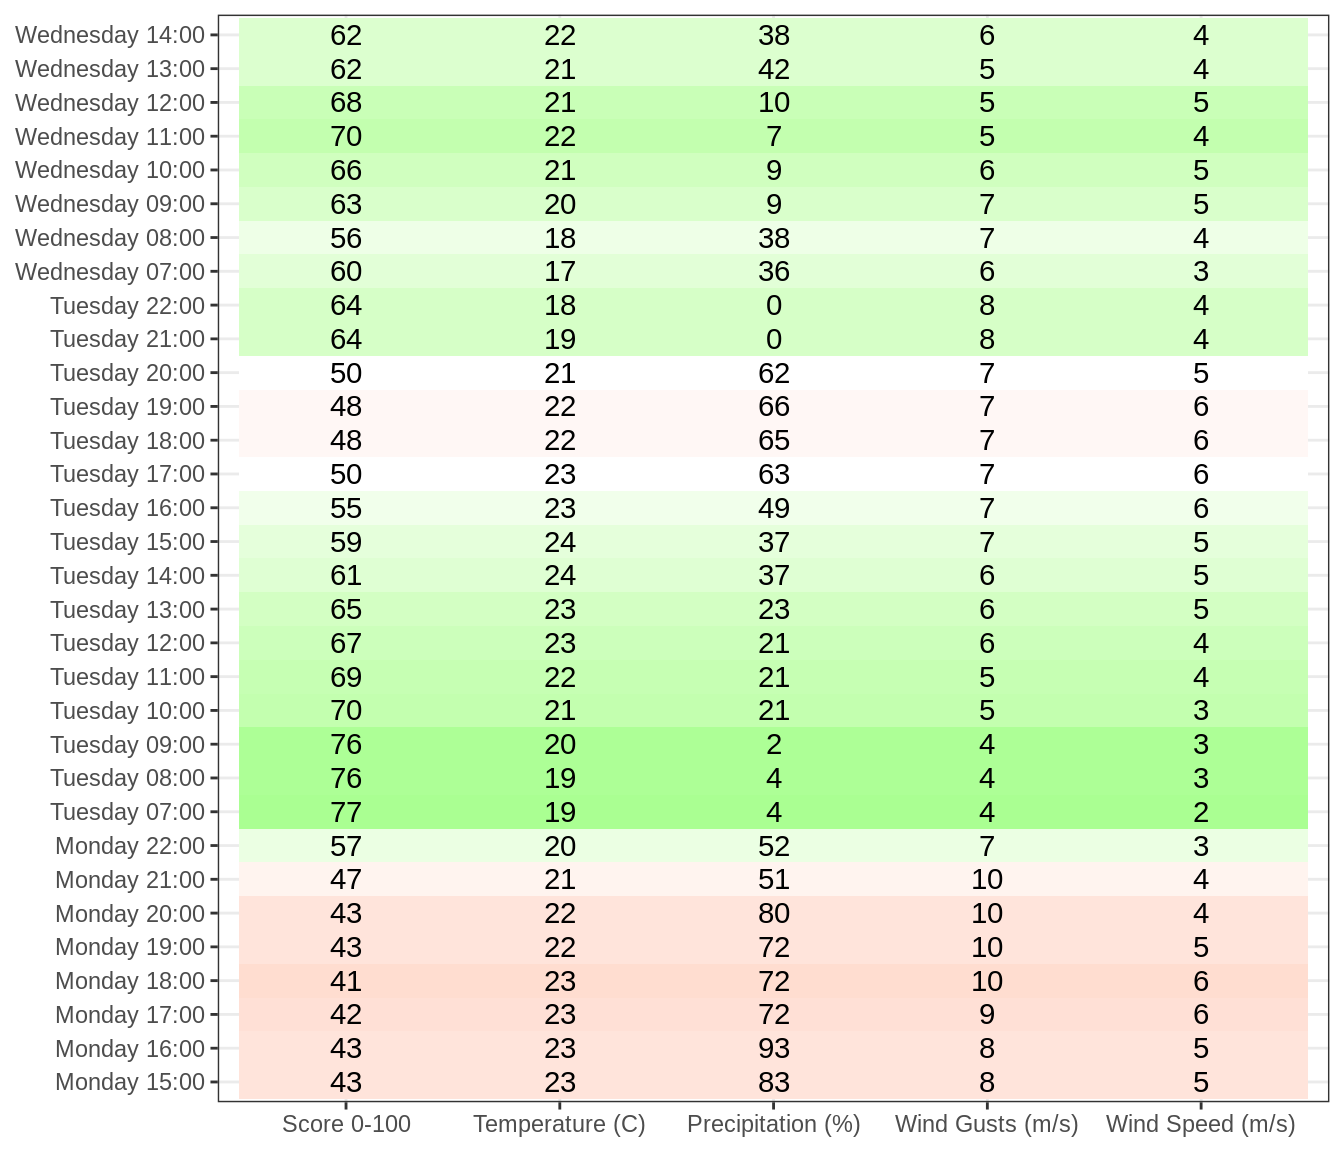 Wednesday 14:00 62 22 38 6 4
Wednesday 13:00 62 21 42 5 4
Wednesday 12:00 68 21 10 5 5
Wednesday 11:00 70 22 7 5 4
Wednesday 10:00 66 21 9 6 5
Wednesday 09:00 63 20 9 7 5
Wednesday 08:00 56 18 38 7 4
Wednesday 07:00 60 17 36 6 3
Tuesday 22:00 64 18 0 8 4
Tuesday 21:00 64 19 0 8 4
Tuesday 20:00 50 21 62 7 5
Tuesday 19:00 48 22 66 7 6
Tuesday 18:00 48 22 65 7 6
Tuesday 17:00 50 23 63 7 6
Tuesday 16:00 55 23 49 7 6
Tuesday 15:00 59 24 37 7 5
Tuesday 14:00 61 24 37 6 5
Tuesday 13:00 65 23 23 6 5
Tuesday 12:00 67 23 21 6 4
Tuesday 11:00 69 22 21 5 4
Tuesday 10:00 70 21 21 5 3
Tuesday 09:00 76 20 2 4 3
Tuesday 08:00 76 19 4 4 3
Tuesday 07:00 77 19 4 4 2
Monday 22:00 57 20 52 7 3
Monday 21:00 47 21 51 10 4
Monday 20:00 43 22 80 10 4
Monday 19:00 43 22 72 10 5
Monday 18:00 41 23 72 10 6
Monday 17:00 42 23 72 9 6
Monday 16:00 43 23 93 8 5
Monday 15:00 43 23 83 8 5
Score 0-100 Temperature (C) Precipitation (%) Wind Gusts (m/s) Wind Speed (m/s)